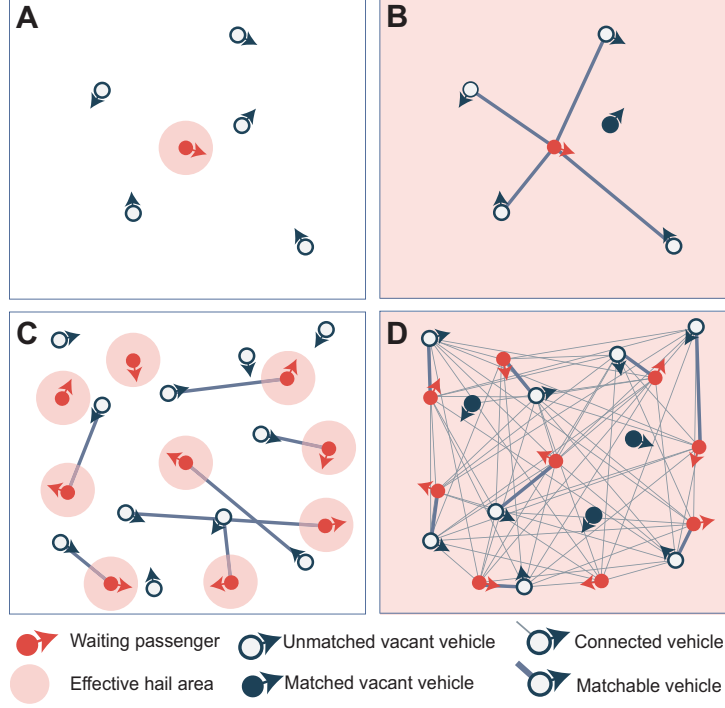 A
B
C
D
Waiting passenger
Unmatched vacant vehicle
Connected vehicle
Effective hail area
Matched vacant vehicle
Matchable vehicle